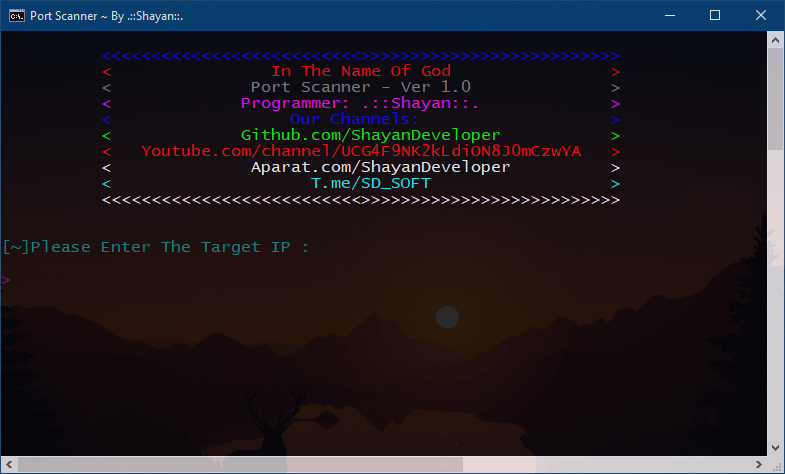 Port Scanner ~ By .::Shayan::.
<<<<<<<<<<<<<<<<<<<<<<<<<<>>>>>>>>>>>>>>>>>>>>>>>>>>
< In The Name Of God >
< Port Scanner - Ver 1.0 >
< Programmer: .::Shayan::. >
< Our Channels: >
< Github.com/ShayanDeveloper >
< Youtube.com/channel/UCG4F9NK2kLdiON8J0mCzwYA >
< Aparat.com/ShayanDeveloper >
< T.me/SD_SOFT >
<<<<<<<<<<<<<<<<<<<<<<<<<<>>>>>>>>>>>>>>>>>>>>>>>>>>
[~]Please Enter The Target IP :
>